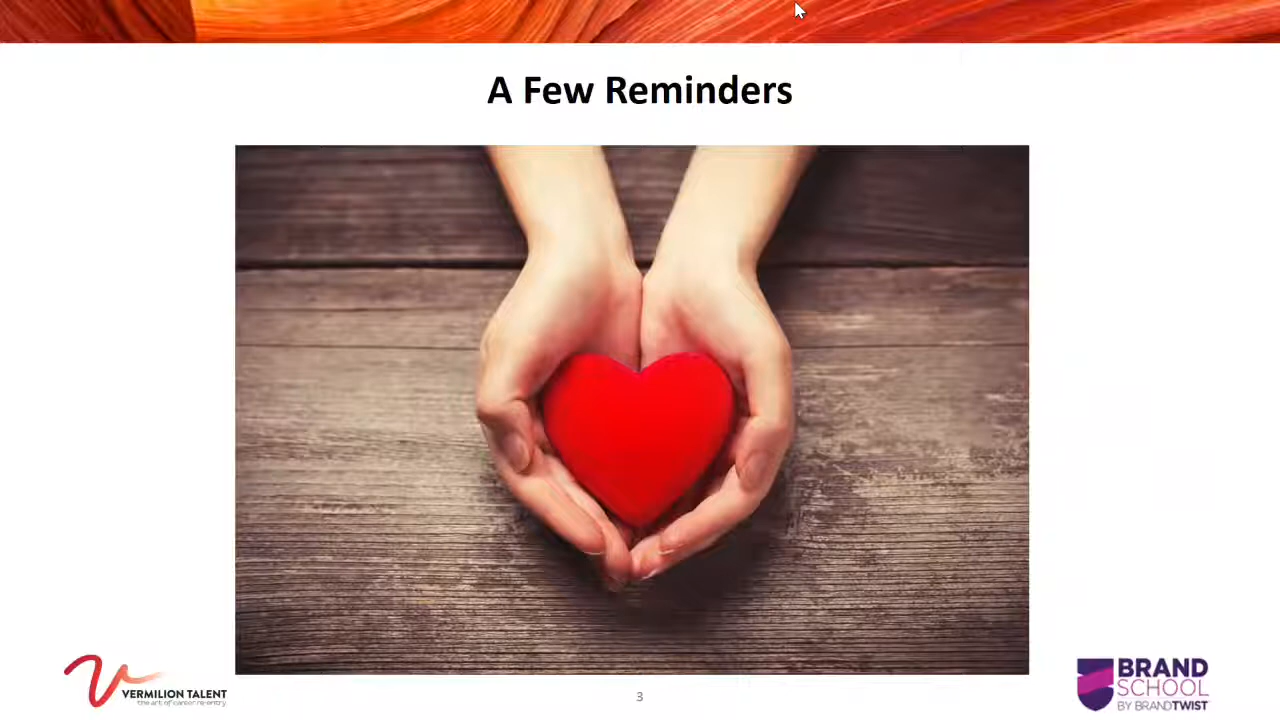 A Few Reminders
VERMILION TALENT
the art of career re-entry
3
BRAND
SCHOOL
BY BRANDTWIST